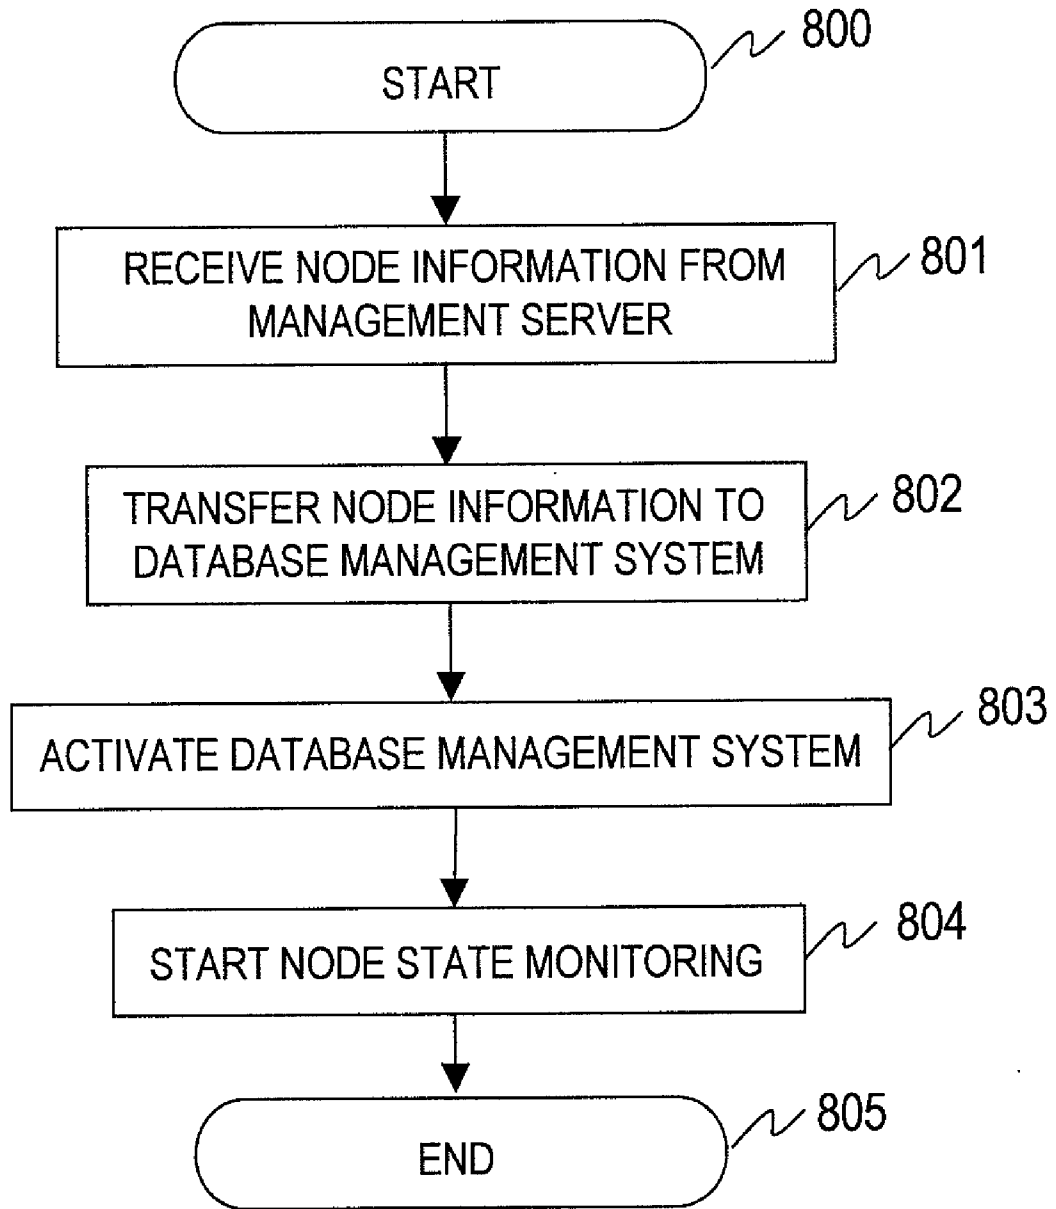 800
START
RECEIVE NODE INFORMATION FROM
MANAGEMENT SERVER
801
TRANSFER NODE INFORMATION TO
DATABASE MANAGEMENT SYSTEM
802
ACTIVATE DATABASE MANAGEMENT SYSTEM
803
START NODE STATE MONITORING
804
END
805